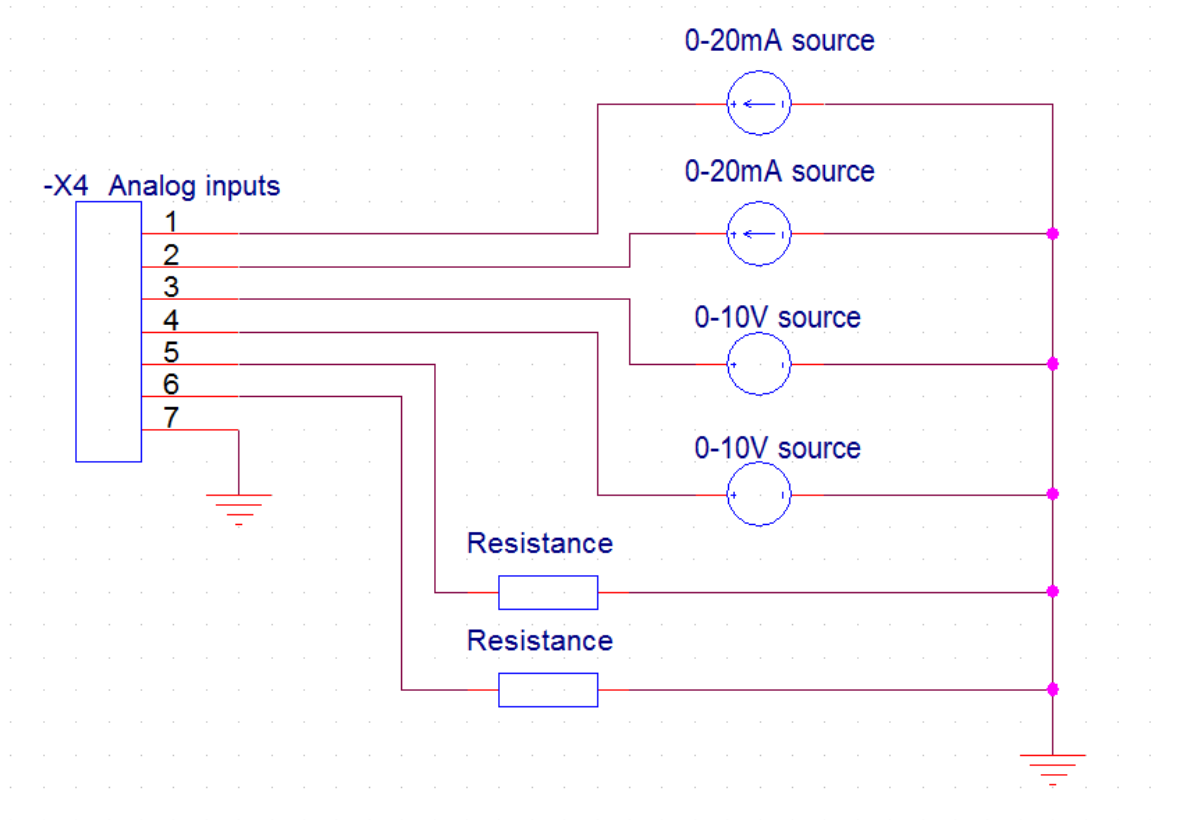 0-20mA source
0-20mA source
-X4 Analog inputs
1
2
3
4
5
6
7
0-10V source
0-10V source
Resistance
Resistance